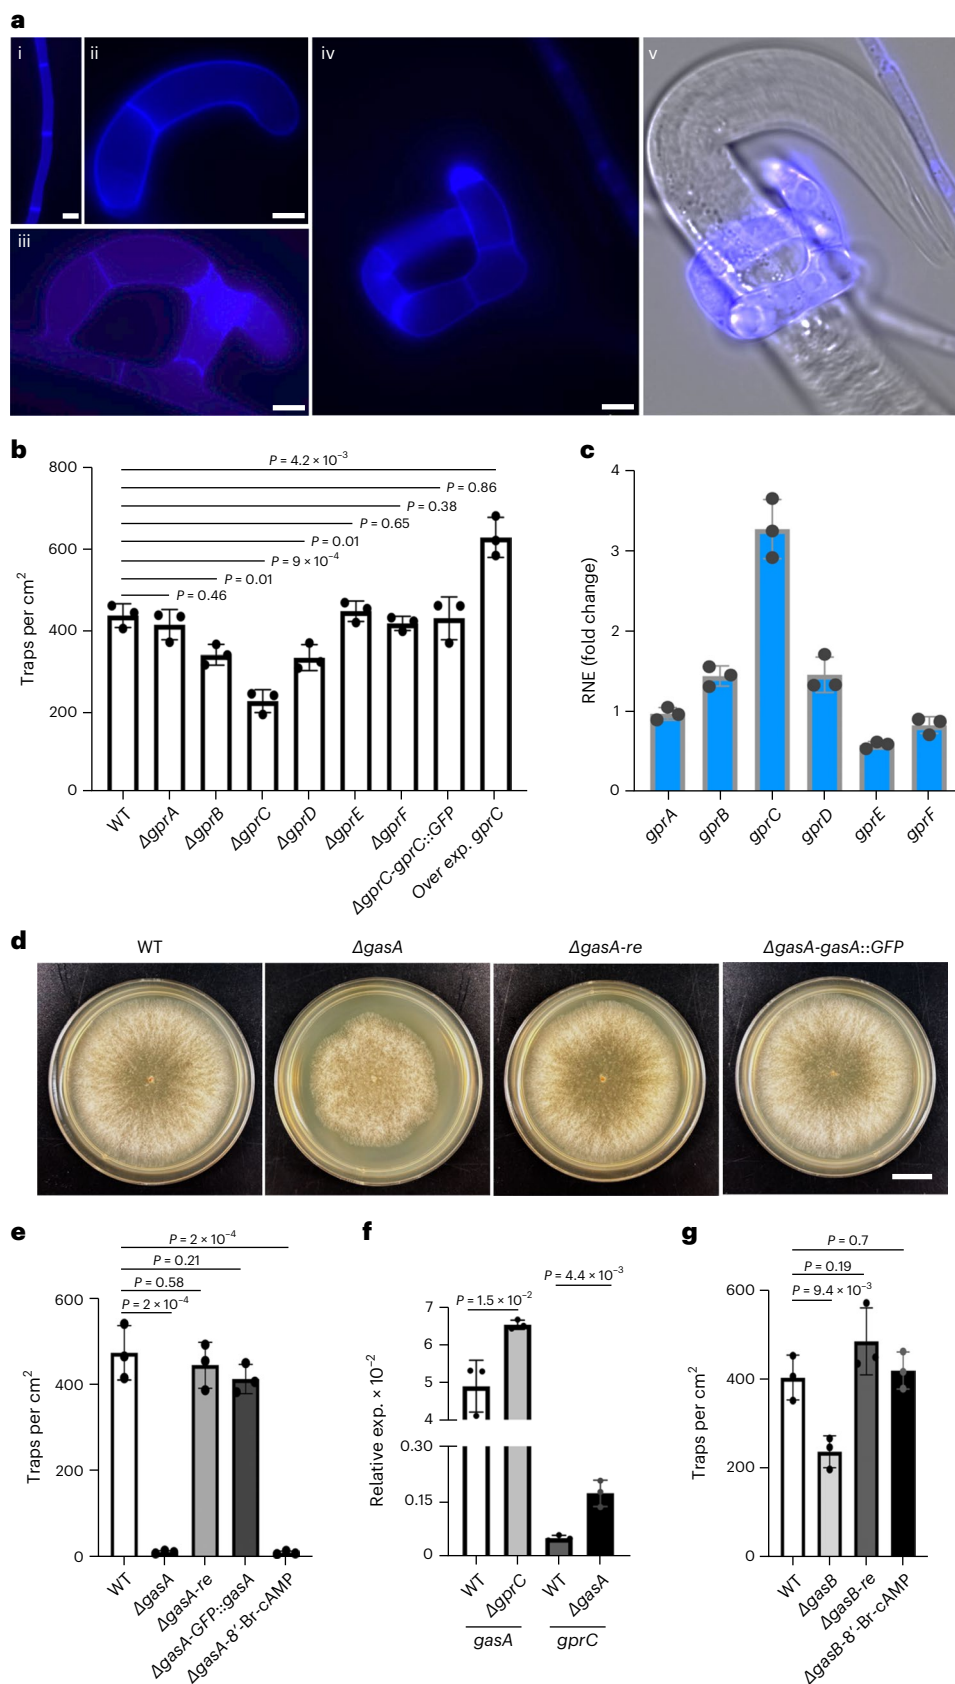 a
i
ii
iii
iv
v
b
800
600
400
200
0
Traps per cm²
P = 4.2 × 10⁻³
P = 0.86
P = 0.38
P = 0.65
P = 0.01
P = 9 × 10⁻⁴
P = 0.01
P = 0.46
WT
ΔgprA
ΔgprB
ΔgprC
ΔgprD
ΔgprE
ΔgprF
ΔgprC-gprC::GFP
Over exp. gprC
c
4
3
2
1
0
RNE (fold change)
gprA
gprB
gprC
gprD
gprE
gprF
d
WT
ΔgasA
ΔgasA-re
ΔgasA-gasA::GFP
e
P = 2 × 10⁻⁴
P = 0.21
P = 0.58
P = 2 × 10⁻⁴
600
400
200
0
Traps per cm²
WT
ΔgasA
ΔgasA-re
ΔgasA-GFP::gasA
ΔgasA-8′-Br-cAMP
f
P = 4.4 × 10⁻³
P = 1.5 × 10⁻²
7
6
5
4
0.30
0.15
0
Relative exp. × 10⁻²
WT
ΔgprC
WT
ΔgasA
gasA
gprC
g
P = 0.7
P = 0.19
P = 9.4 × 10⁻³
600
400
200
0
Traps per cm²
WT
ΔgasB
ΔgasB-re
ΔgasB-8′-Br-cAMP